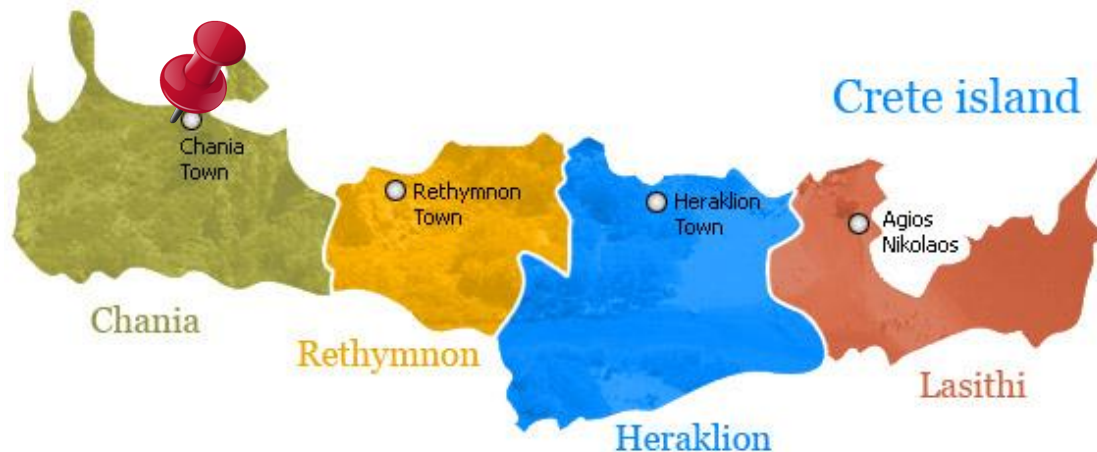 Crete island
Chania
Town
Rethymnon
Town
Heraklion
Town
Agios
Nikolaos
Chania
Rethymnon
Heraklion
Lasithi